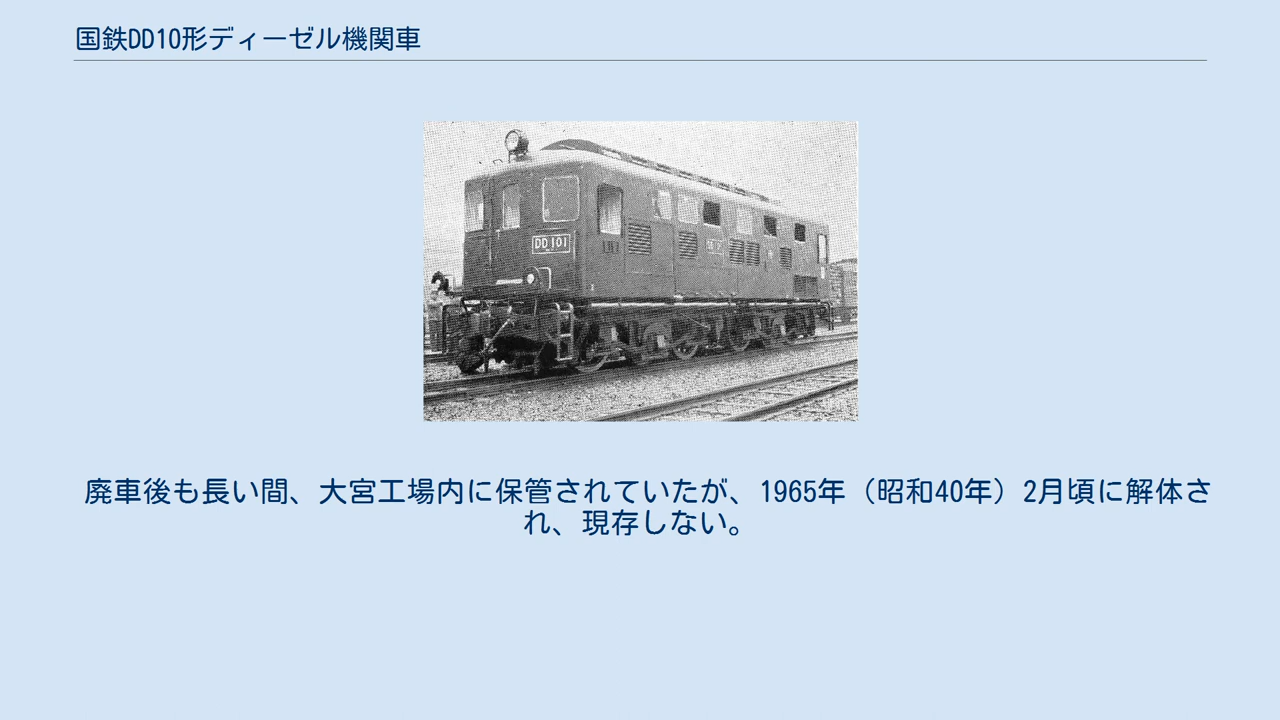 国鉄DD10形ディーゼル機関車
DD 101
廃車後も長い間、大宮工場内に保管されていたが、1965年（昭和40年）2月頃に解体さ
れ、現存しない。